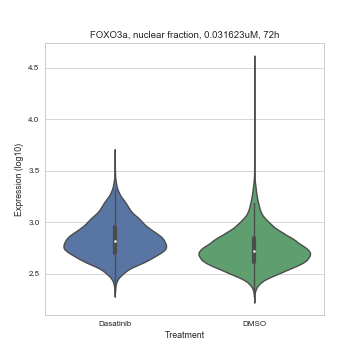 FOXO3a, nuclear fraction, 0.031623uM, 72h
Expression (log10)
4.5
4.0
3.5
3.0
2.5
Dasatinib DMSO
Treatment